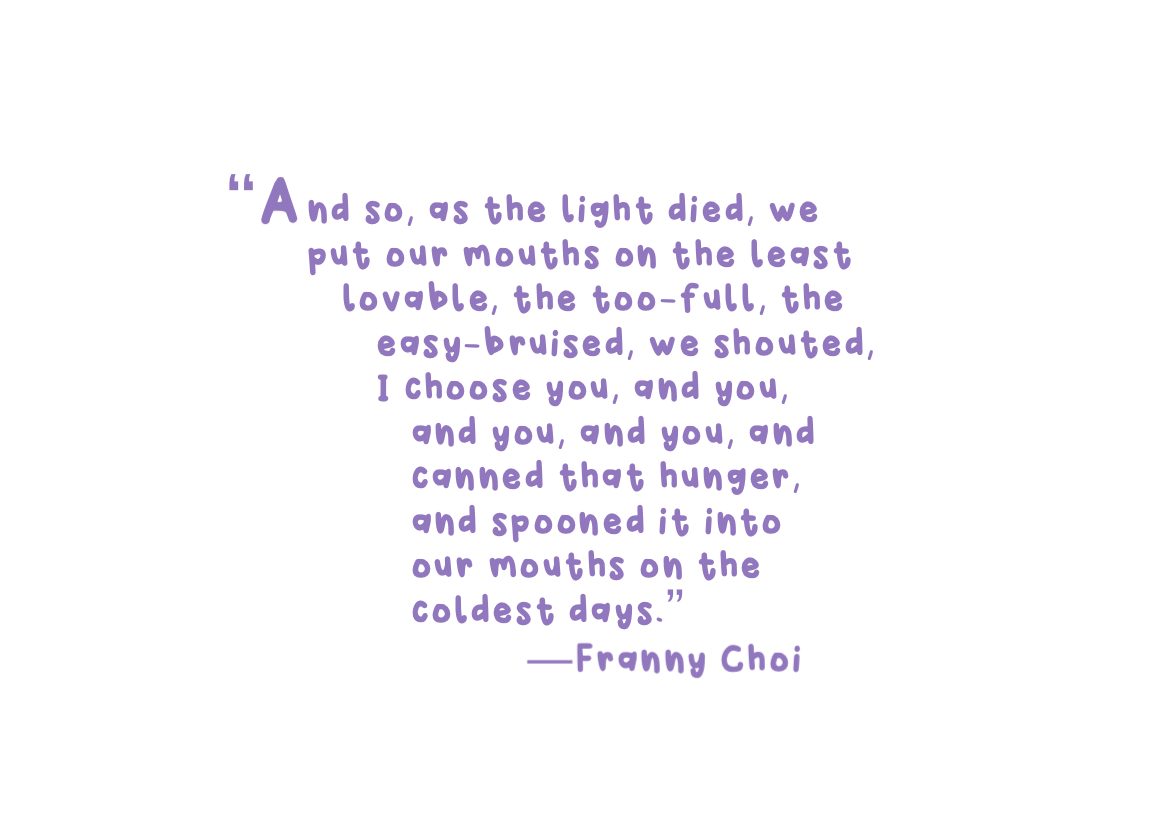 “And so, as the light died, we
put our mouths on the least
lovable, the too-full, the
easy-bruised, we shouted,
I choose you, and you,
and you, and you, and
canned that hunger,
and spooned it into
our mouths on the
coldest days.”
—Franny Choi